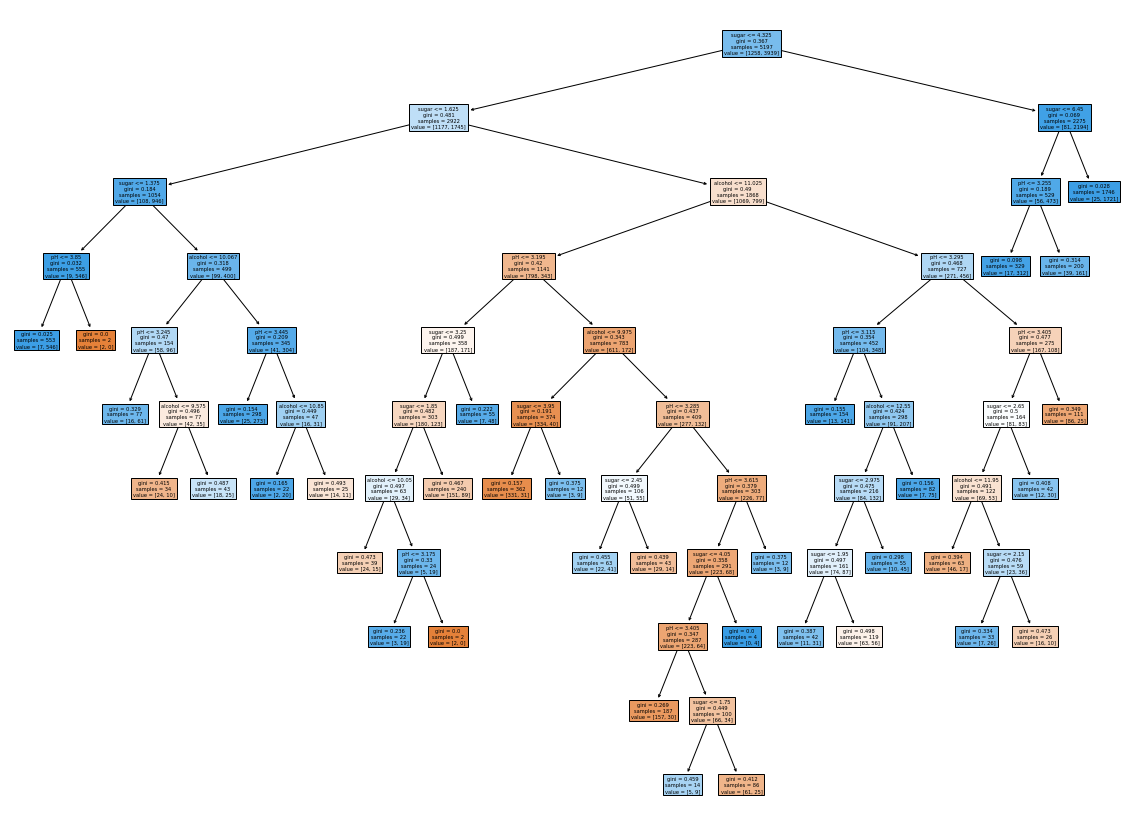 sugar <= 4.325
gini = 0.367
samples = 5197
value = [1258, 3939]
sugar <= 1.625
gini = 0.481
samples = 2922
value = [1177, 1745]
sugar <= 6.45
gini = 0.069
samples = 2275
value = [81, 2194]
sugar <= 1.375
gini = 0.184
samples = 1054
value = [108, 946]
alcohol <= 11.025
gini = 0.49
samples = 1868
value = [1069, 799]
pH <= 3.255
gini = 0.189
samples = 529
value = [56, 473]
gini = 0.028
samples = 1746
value = [25, 1721]
pH <= 3.85
gini = 0.032
samples = 555
value = [9, 546]
alcohol <= 10.067
gini = 0.318
samples = 499
value = [99, 400]
pH <= 3.195
gini = 0.42
samples = 1141
value = [798, 343]
pH <= 3.295
gini = 0.468
samples = 727
value = [271, 456]
gini = 0.098
samples = 329
value = [17, 312]
gini = 0.314
samples = 200
value = [39, 161]
gini = 0.025
samples = 553
value = [7, 546]
gini = 0.0
samples = 2
value = [2, 0]
pH <= 3.245
gini = 0.47
samples = 154
value = [58, 96]
pH <= 3.445
gini = 0.209
samples = 345
value = [41, 304]
sugar <= 3.25
gini = 0.499
samples = 358
value = [187, 171]
alcohol <= 9.975
gini = 0.343
samples = 783
value = [611, 172]
pH <= 3.115
gini = 0.354
samples = 452
value = [104, 348]
pH <= 3.405
gini = 0.477
samples = 275
value = [167, 108]
gini = 0.329
samples = 77
value = [16, 61]
alcohol <= 9.575
gini = 0.496
samples = 77
value = [42, 35]
gini = 0.154
samples = 298
value = [25, 273]
alcohol <= 10.85
gini = 0.449
samples = 47
value = [16, 31]
sugar <= 1.85
gini = 0.482
samples = 303
value = [180, 123]
gini = 0.222
samples = 55
value = [7, 48]
sugar <= 3.95
gini = 0.191
samples = 374
value = [334, 40]
pH <= 3.285
gini = 0.437
samples = 409
value = [277, 132]
gini = 0.155
samples = 154
value = [13, 141]
alcohol <= 12.55
gini = 0.424
samples = 298
value = [91, 207]
sugar <= 2.65
gini = 0.5
samples = 164
value = [81, 83]
gini = 0.349
samples = 111
value = [86, 25]
gini = 0.415
samples = 34
value = [24, 10]
gini = 0.487
samples = 43
value = [18, 25]
gini = 0.165
samples = 22
value = [2, 20]
gini = 0.493
samples = 25
value = [14, 11]
alcohol <= 10.05
gini = 0.497
samples = 63
value = [29, 34]
gini = 0.467
samples = 240
value = [151, 89]
gini = 0.157
samples = 362
value = [331, 31]
gini = 0.375
samples = 12
value = [3, 9]
sugar <= 2.45
gini = 0.499
samples = 106
value = [51, 55]
pH <= 3.615
gini = 0.379
samples = 303
value = [226, 77]
sugar <= 2.975
gini = 0.475
samples = 216
value = [84, 132]
gini = 0.156
samples = 82
value = [7, 75]
alcohol <= 11.95
gini = 0.491
samples = 122
value = [69, 53]
gini = 0.408
samples = 42
value = [12, 30]
gini = 0.473
samples = 39
value = [24, 15]
pH <= 3.175
gini = 0.33
samples = 24
value = [5, 19]
gini = 0.455
samples = 63
value = [22, 41]
gini = 0.439
samples = 43
value = [29, 14]
sugar <= 4.05
gini = 0.358
samples = 291
value = [223, 68]
gini = 0.375
samples = 12
value = [3, 9]
sugar <= 1.95
gini = 0.497
samples = 161
value = [74, 87]
gini = 0.298
samples = 55
value = [10, 45]
gini = 0.394
samples = 63
value = [46, 17]
sugar <= 2.15
gini = 0.476
samples = 59
value = [23, 36]
gini = 0.236
samples = 22
value = [3, 19]
gini = 0.0
samples = 2
value = [2, 0]
pH <= 3.405
gini = 0.347
samples = 287
value = [223, 64]
gini = 0.0
samples = 4
value = [0, 4]
gini = 0.387
samples = 42
value = [11, 31]
gini = 0.498
samples = 119
value = [63, 56]
gini = 0.334
samples = 33
value = [7, 26]
gini = 0.473
samples = 26
value = [16, 10]
gini = 0.269
samples = 187
value = [157, 30]
sugar <= 1.75
gini = 0.449
samples = 100
value = [66, 34]
gini = 0.459
samples = 14
value = [5, 9]
gini = 0.412
samples = 86
value = [61, 25]